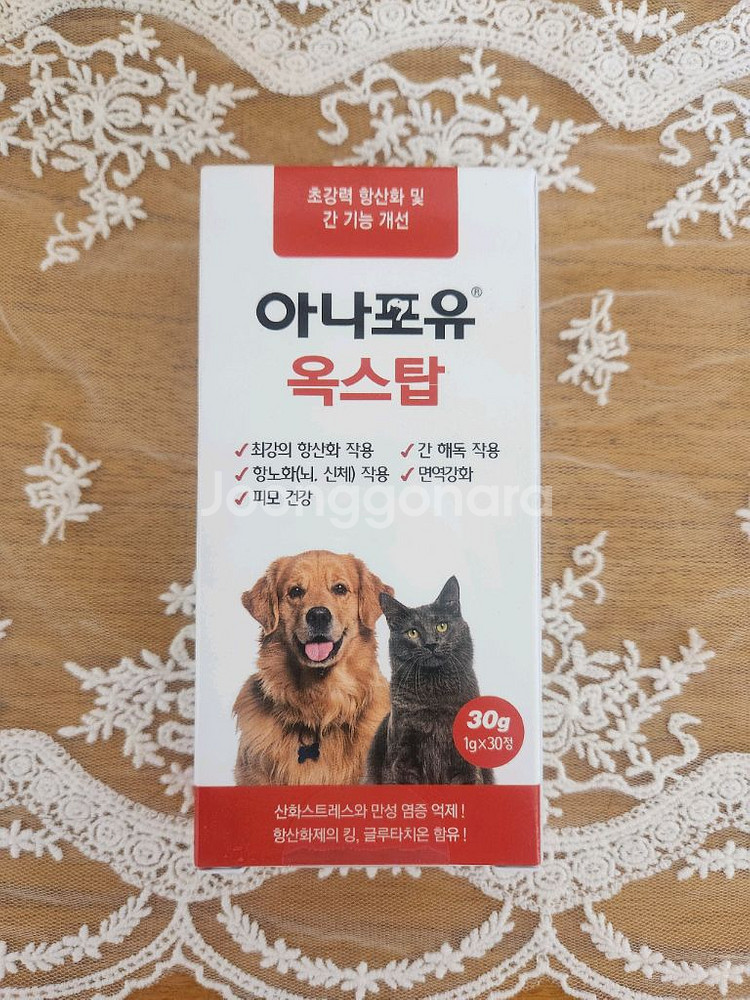 초강력 항산화 및
간 기능 개선
아나포유®
옥스탑
✓최강의 항산화 작용 ✓간 해독 작용
✓항노화(뇌. 신체) 작용 ✓면역강화
✓피모 건강
Joonggonara
30g
1g×30정
산화스트레스와 만성 염증 억제!
항산화제의 킹, 글루타치온 함유!